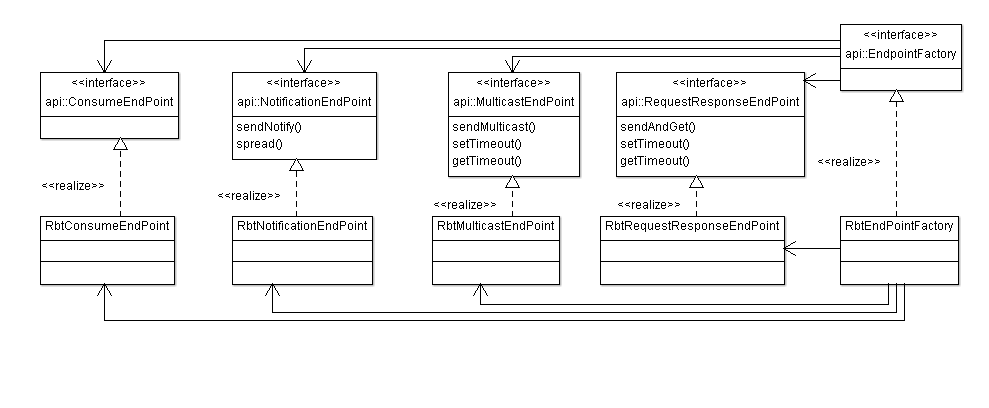 <<interface>>
api::EndpointFactory
<<interface>>
api::ConsumeEndPoint
<<interface>>
api::NotificationEndPoint
sendNotify()
spread()
<<interface>>
api::MulticastEndPoint
sendMulticast()
setTimeout()
getTimeout()
<<interface>>
api::RequestResponseEndPoint
sendAndGet()
setTimeout()
getTimeout()
<<realize>>
<<realize>>
<<realize>>
<<realize>>
<<realize>>
RbtConsumeEndPoint
RbtNotificationEndPoint
RbtMulticastEndPoint
RbtRequestResponseEndPoint
RbtEndPointFactory